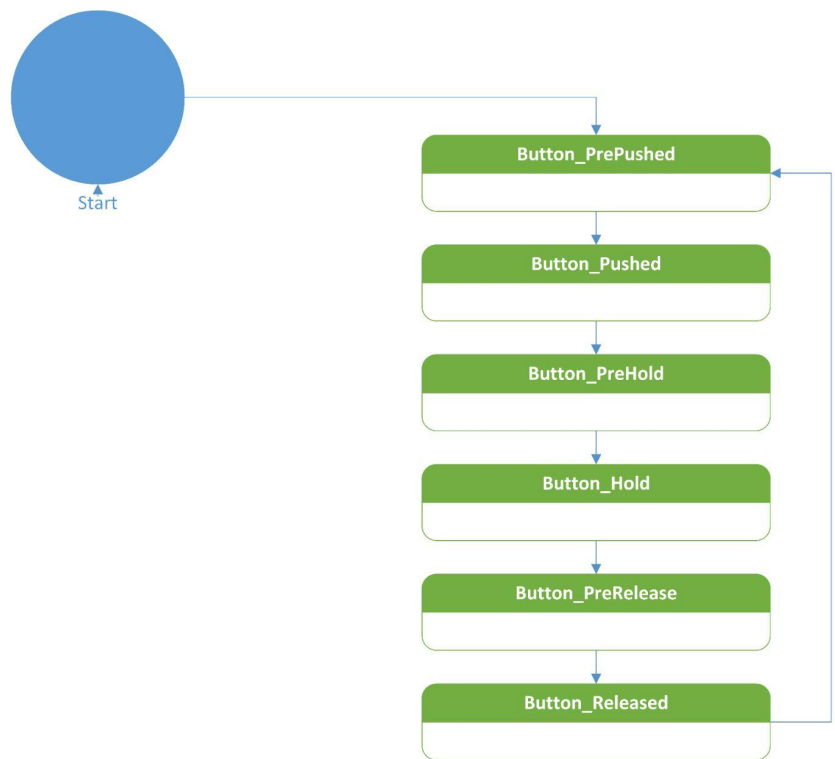 Start
Button_PrePushed
Button_Pushed
Button_PreHold
Button_Hold
Button_PreRelease
Button_Released